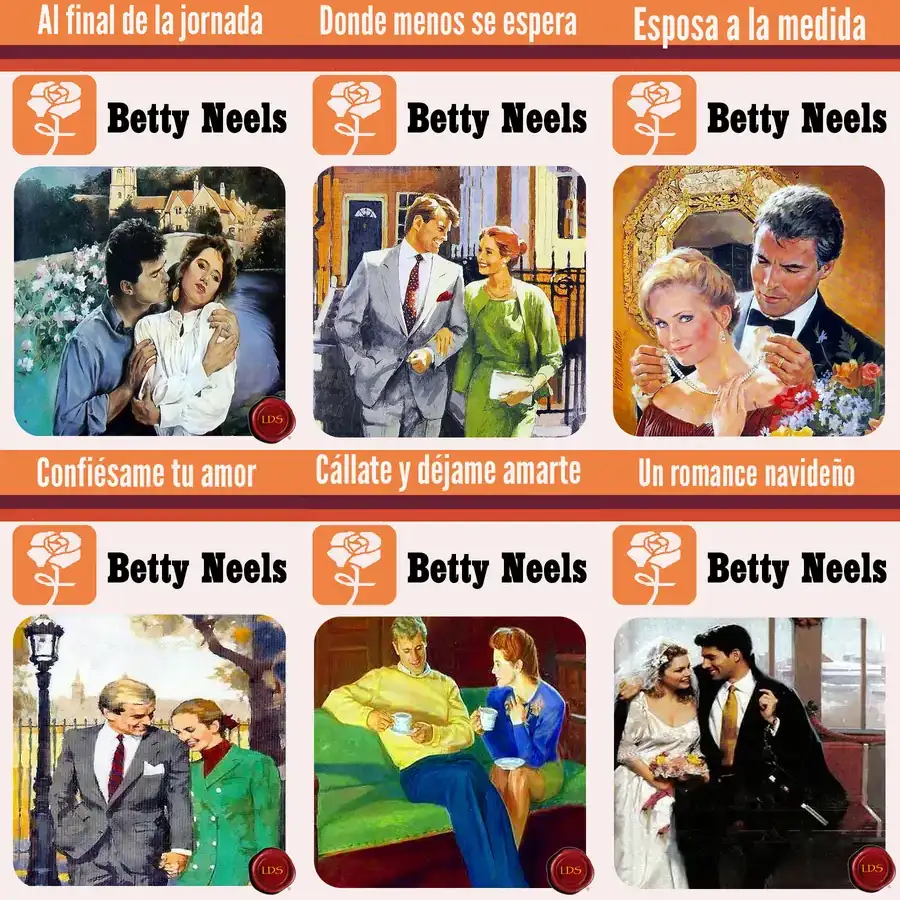 Al final de la jornada
Donde menos se espera
Esposa a la medida
Betty Neels
Betty Neels
Betty Neels
LDS
Confiésame tu amor
Cállate y déjame amarte
Un romance navideño
Betty Neels
Betty Neels
Betty Neels
LDS
LDS
LDS